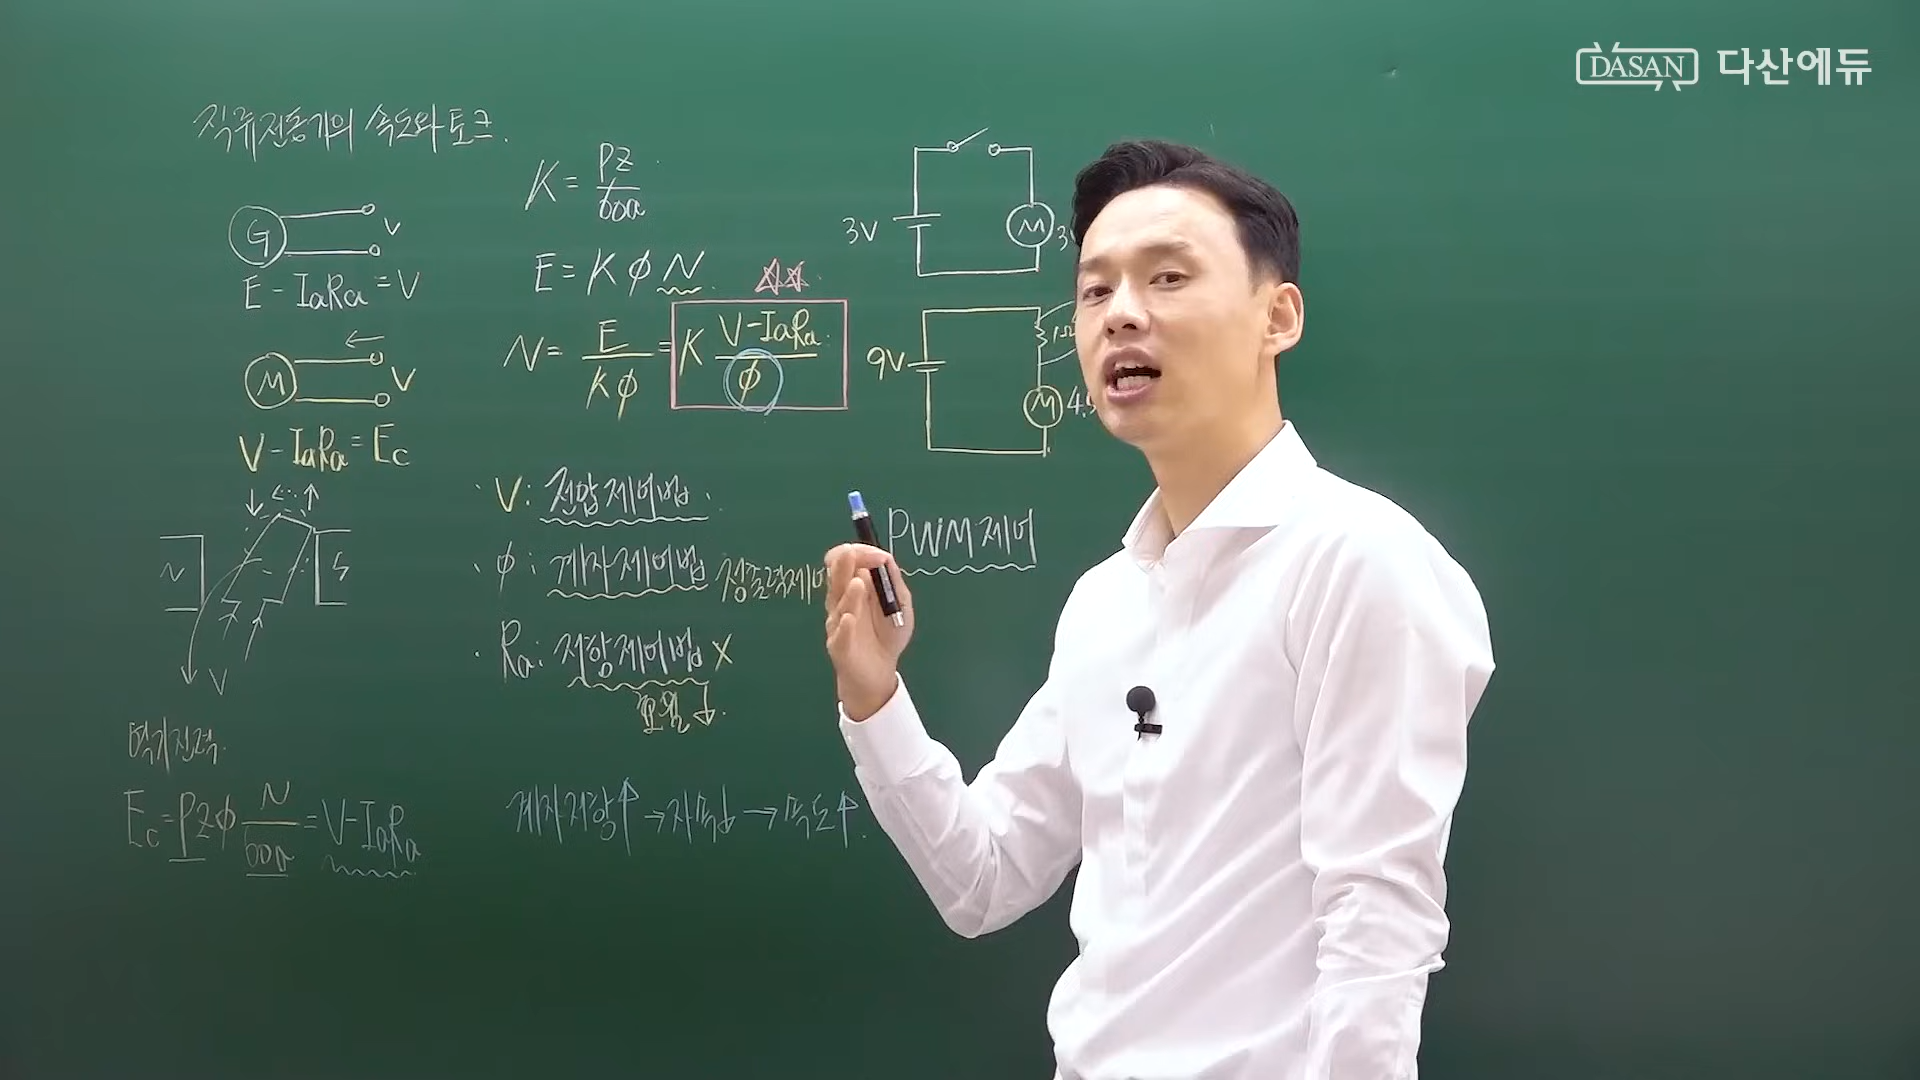 DASAN 다산에듀
직류전동기의 속도와 토크.
G V
E - IaRa = V
M V
V - IaRa = Ec
N S
V
역기전력.
Ec = PZϕ N/60a = V-IaRa
K = PZ/60a
E = KϕN.
N = E/Kϕ = K V-IaRa/ϕ
· V : 전압제어법.
· ϕ : 계자제어법 정출력제어
· Ra : 저항제어법 X
효율↓.
계자저항↑ → 자속↓ → 속도↑.
3V M
9V 1Ω
M 4.5
PWM제어